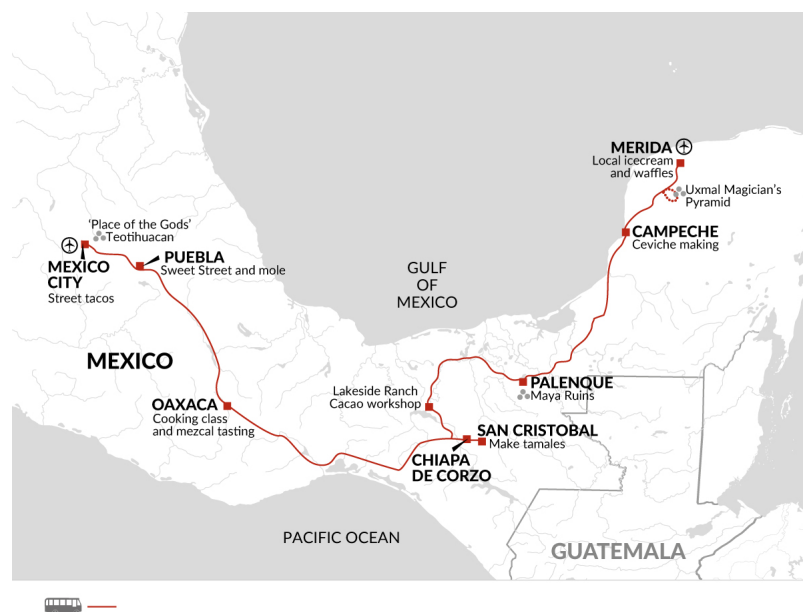 MERIDA
Local icecream
and waffles
Uxmal Magician's
Pyramid
CAMPECHE
Ceviche making
'Place of the Gods'
Teotihuacan
MEXICO
CITY
Street tacos
PUEBLA
Sweet Street and mole
GULF
OF
MEXICO
MEXICO
OAXACA
Cooking class
and mezcal tasting
Lakeside Ranch
Cacao workshop
PALENQUE
Maya Ruins
SAN CRISTOBAL
Make tamales
CHIAPA
DE CORZO
PACIFIC OCEAN
GUATEMALA